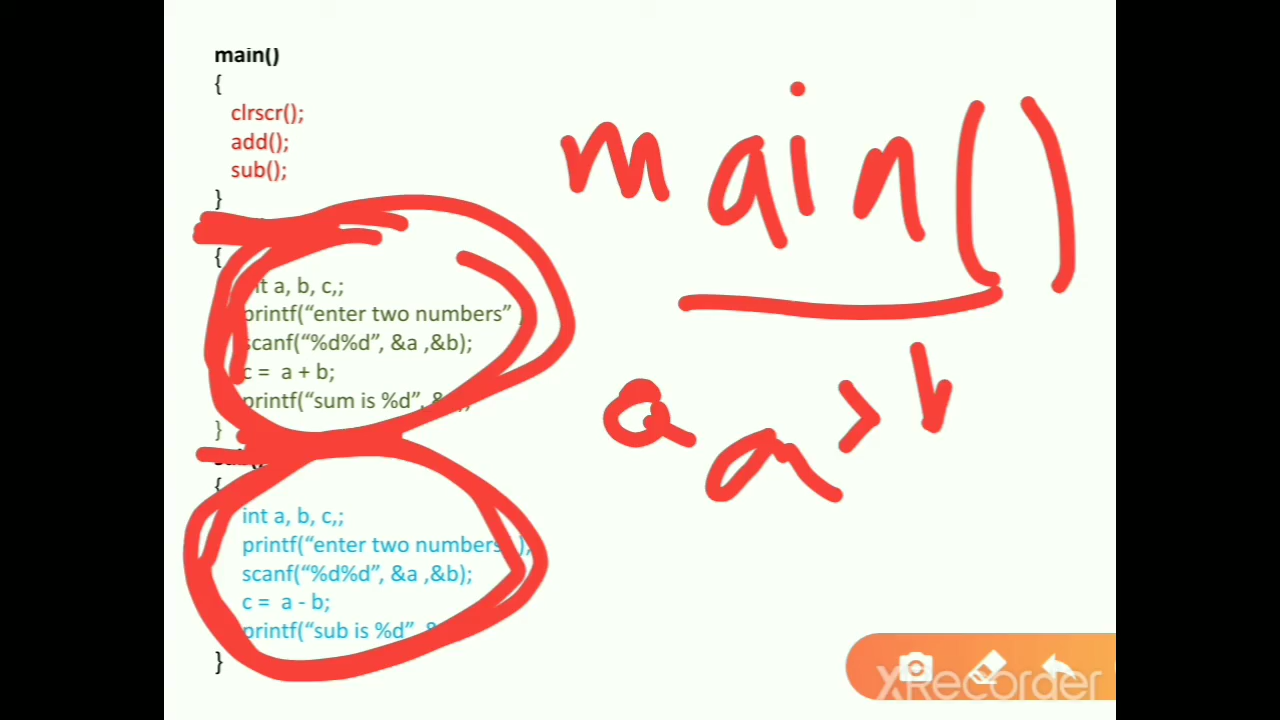 main()
{
clrscr();
add();
sub();
}
{
int a, b, c,;
printf("enter two numbers"
scanf("%d%d", &a ,&b);
c = a + b;
printf("sum is %d", &
}
{
int a, b, c,;
printf("enter two numbers" );
scanf("%d%d", &a ,&b);
c = a - b;
printf("sub is %d", &
}
main()
a a >
XRecorder